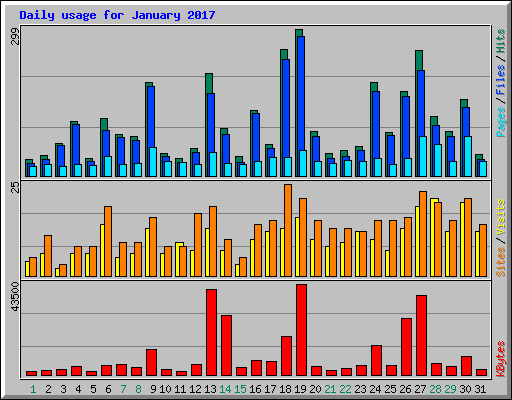 Daily usage for January 2017
299
Pages / Files / Hits
25
Sites / Visits
43500
KBytes
1 2 3 4 5 6 7 8 9 10 11 12 13 14 15 16 17 18 19 20 21 22 23 24 25 26 27 28 29 30 31